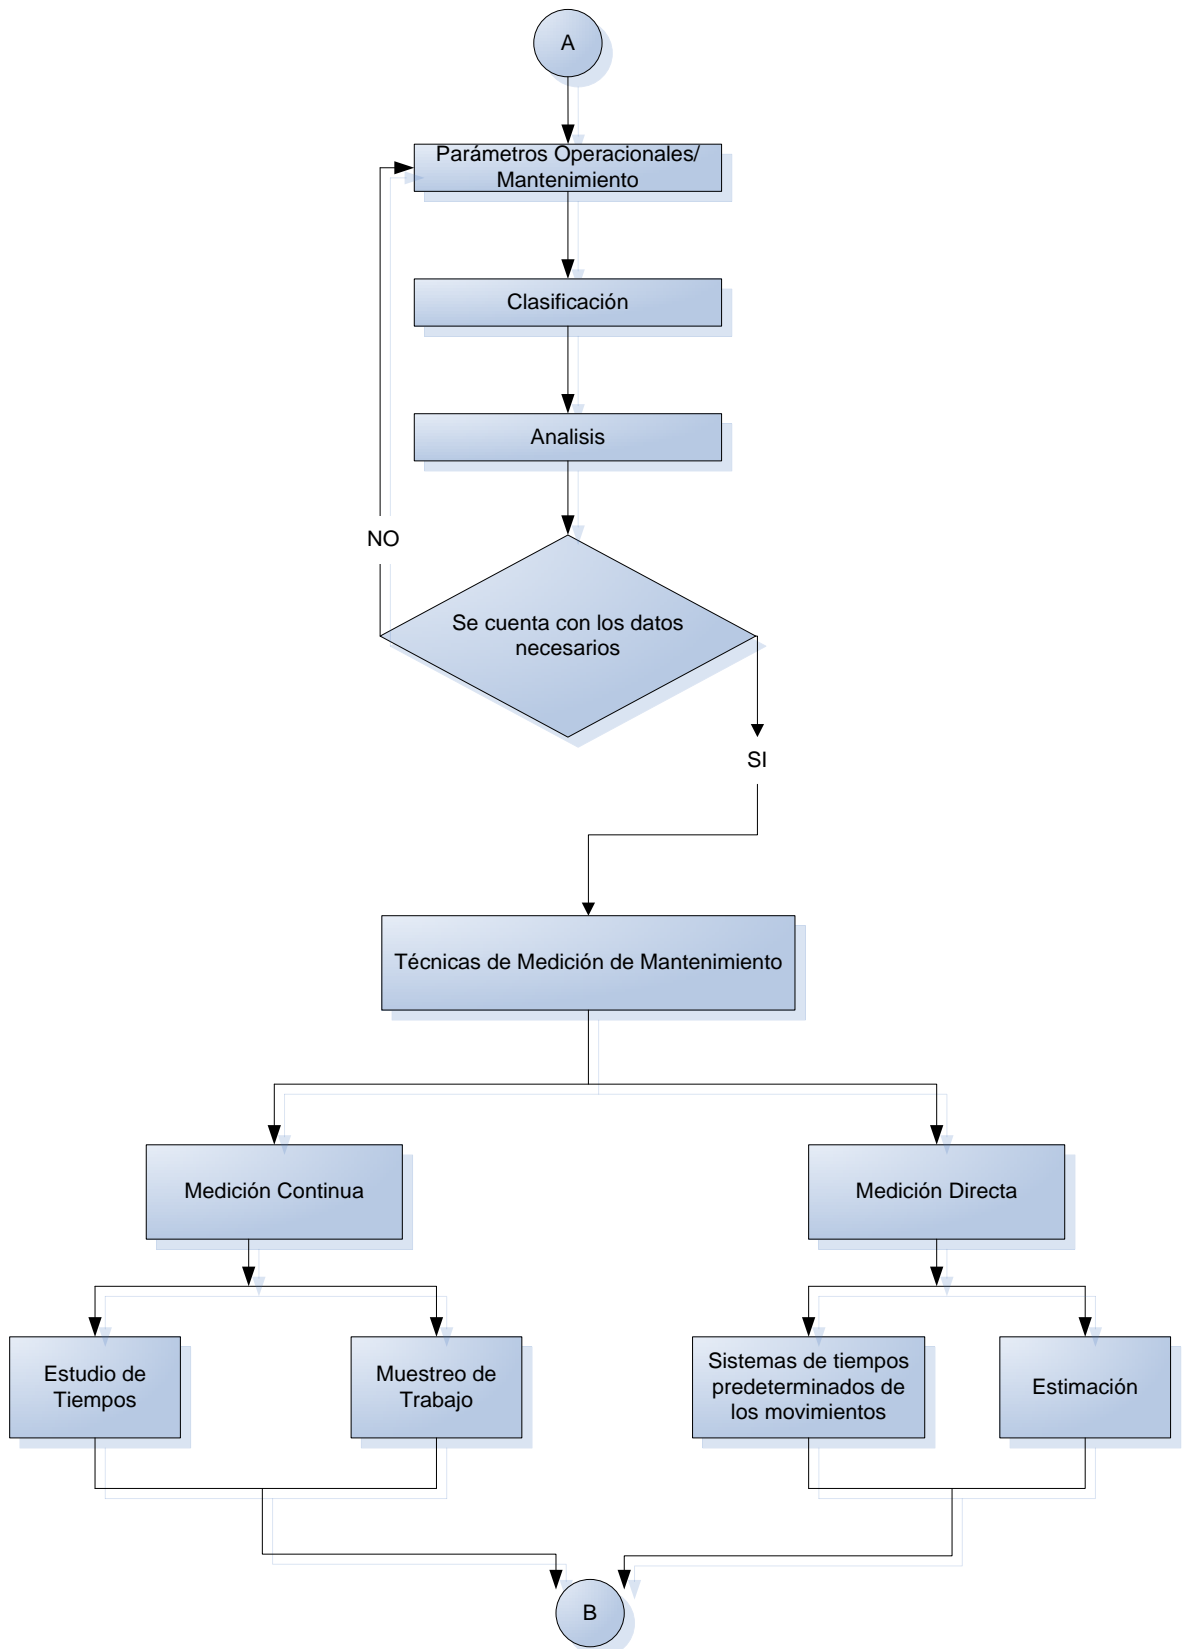 A
Parámetros Operacionales/
Mantenimiento
Clasificación
Analisis
NO
Se cuenta con los datos
necesarios
SI
Técnicas de Medición de Mantenimiento
Medición Continua
Medición Directa
Estudio de
Tiempos
Muestreo de
Trabajo
Sistemas de tiempos
predeterminados de
los movimientos
Estimación
B